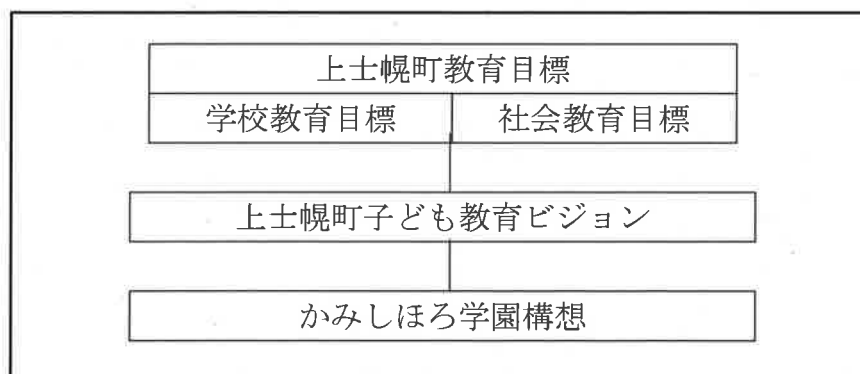 上士幌町教育目標
学校教育目標 社会教育目標
上士幌町子ども教育ビジョン
かみしほろ学園構想